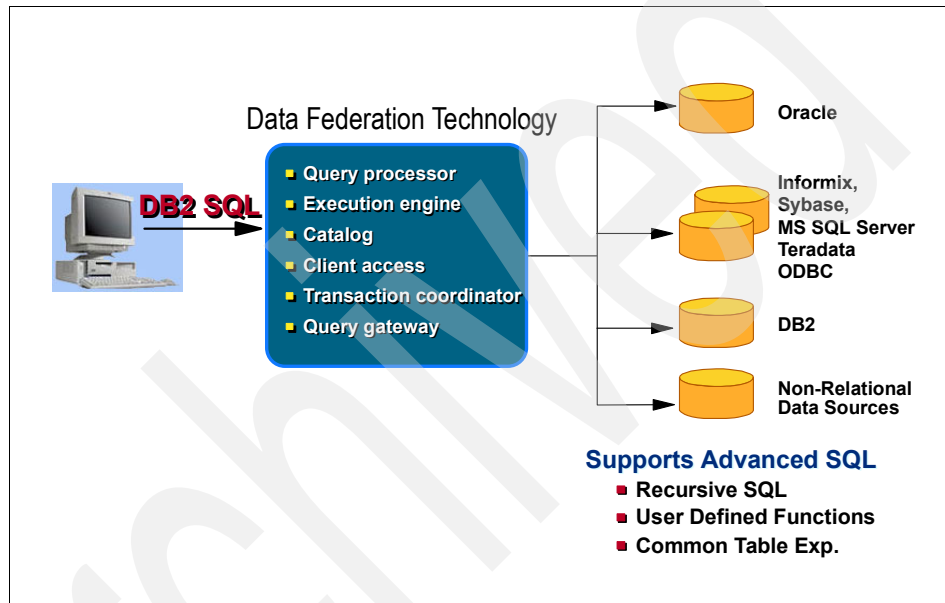 Data Federation Technology
DB2 SQL
Query processor
Execution engine
Catalog
Client access
Transaction coordinator
Query gateway
Oracle
Informix,
Sybase,
MS SQL Server
Teradata
ODBC
DB2
Non-Relational
Data Sources
Supports Advanced SQL
Recursive SQL
User Defined Functions
Common Table Exp.